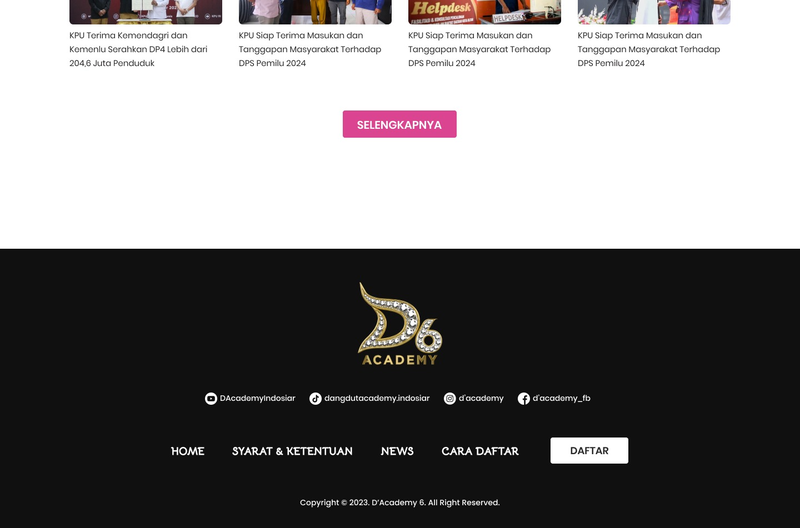 Helpdesk
HELPDESK
KPU Terima Kemendagri dan
Kemenlu Serahkan DP4 Lebih dari
204,6 Juta Penduduk
KPU Siap Terima Masukan dan
Tanggapan Masyarakat Terhadap
DPS Pemilu 2024
KPU Siap Terima Masukan dan
Tanggapan Masyarakat Terhadap
DPS Pemilu 2024
KPU Siap Terima Masukan dan
Tanggapan Masyarakat Terhadap
DPS Pemilu 2024
SELENGKAPNYA
D6
ACADEMY
DAcademyIndosiar
dangdutacademy.indosiar
d'academy
d'academy_fb
HOME
SYARAT & KETENTUAN
NEWS
CARA DAFTAR
DAFTAR
Copyright © 2023. D'Academy 6. All Right Reserved.